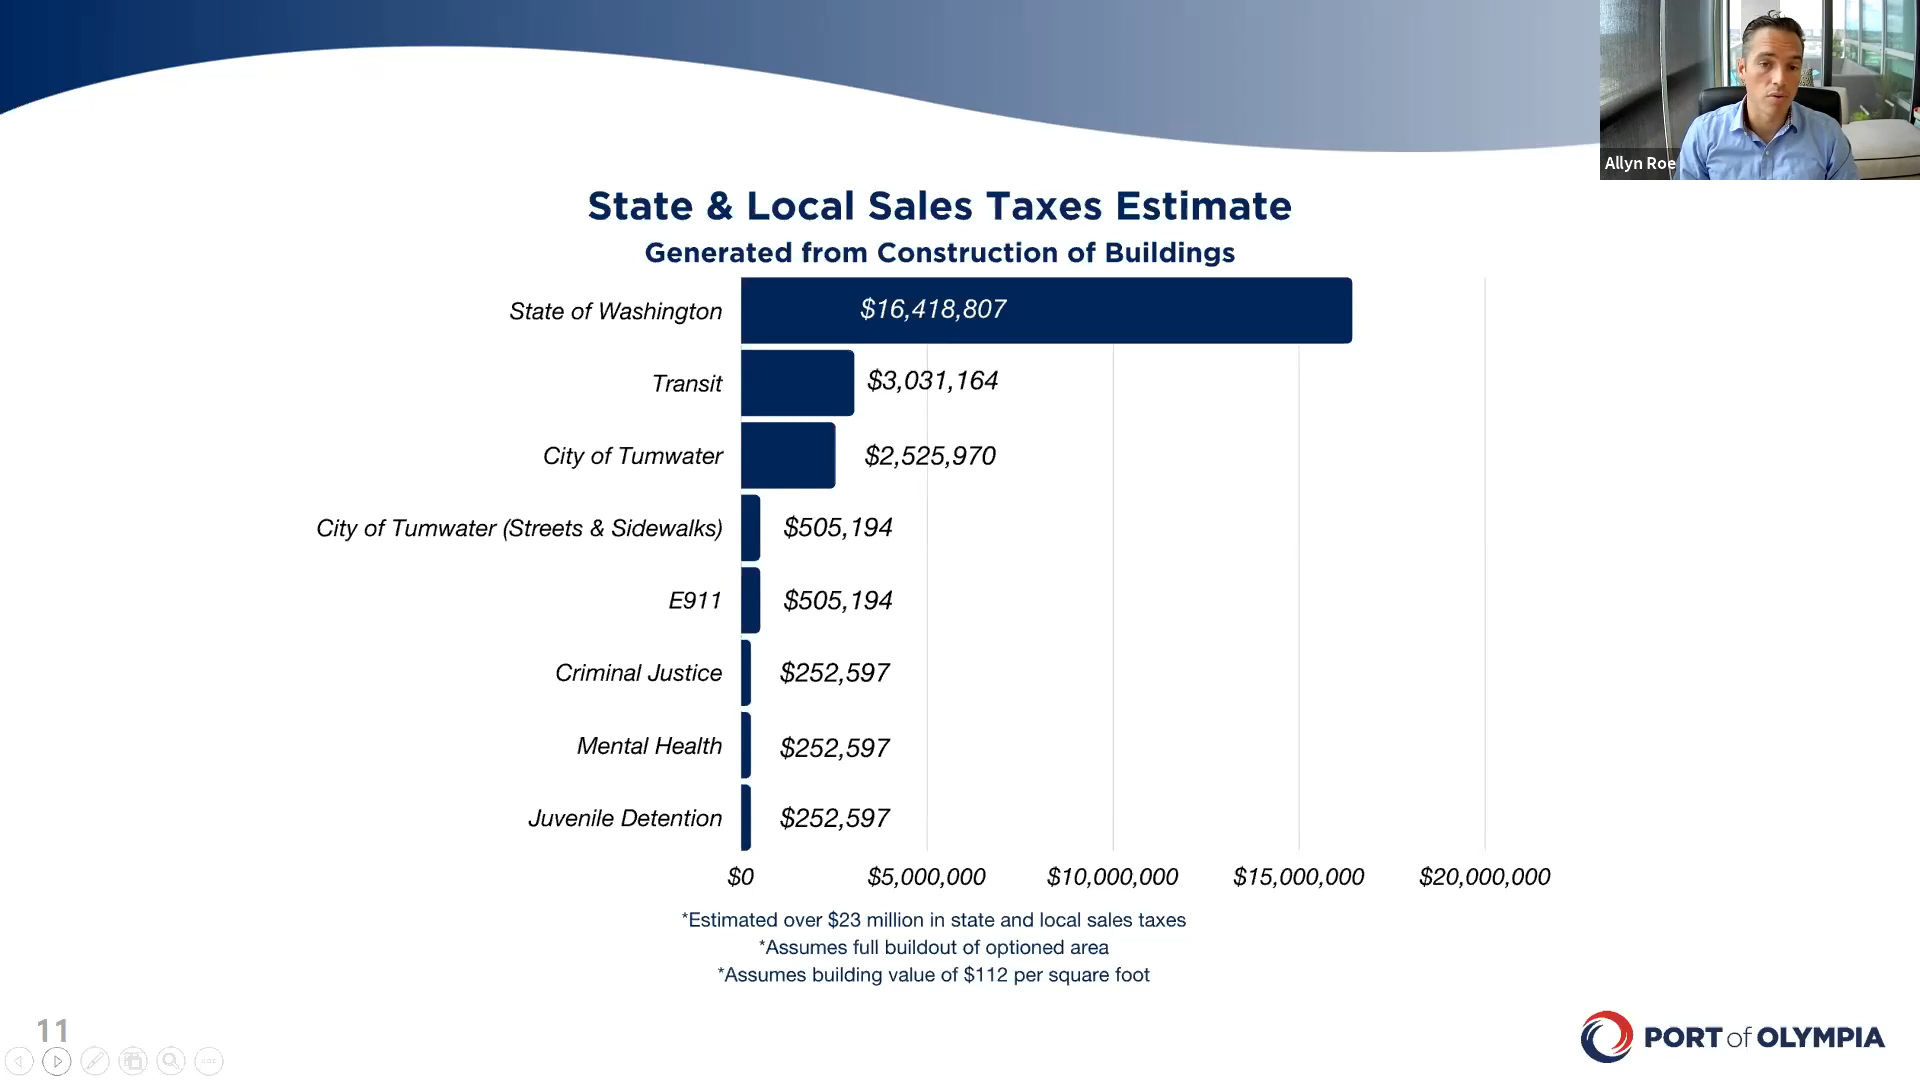 Allyn Roe
State & Local Sales Taxes Estimate
Generated from Construction of Buildings
State of Washington
$16,418,807
Transit
$3,031,164
City of Tumwater
$2,525,970
City of Tumwater (Streets & Sidewalks)
$505,194
E911
$505,194
Criminal Justice
$252,597
Mental Health
$252,597
Juvenile Detention
$252,597
$0 $5,000,000 $10,000,000 $15,000,000 $20,000,000
*Estimated over $23 million in state and local sales taxes
*Assumes full buildout of optioned area
*Assumes building value of $112 per square foot
11
PORT of OLYMPIA